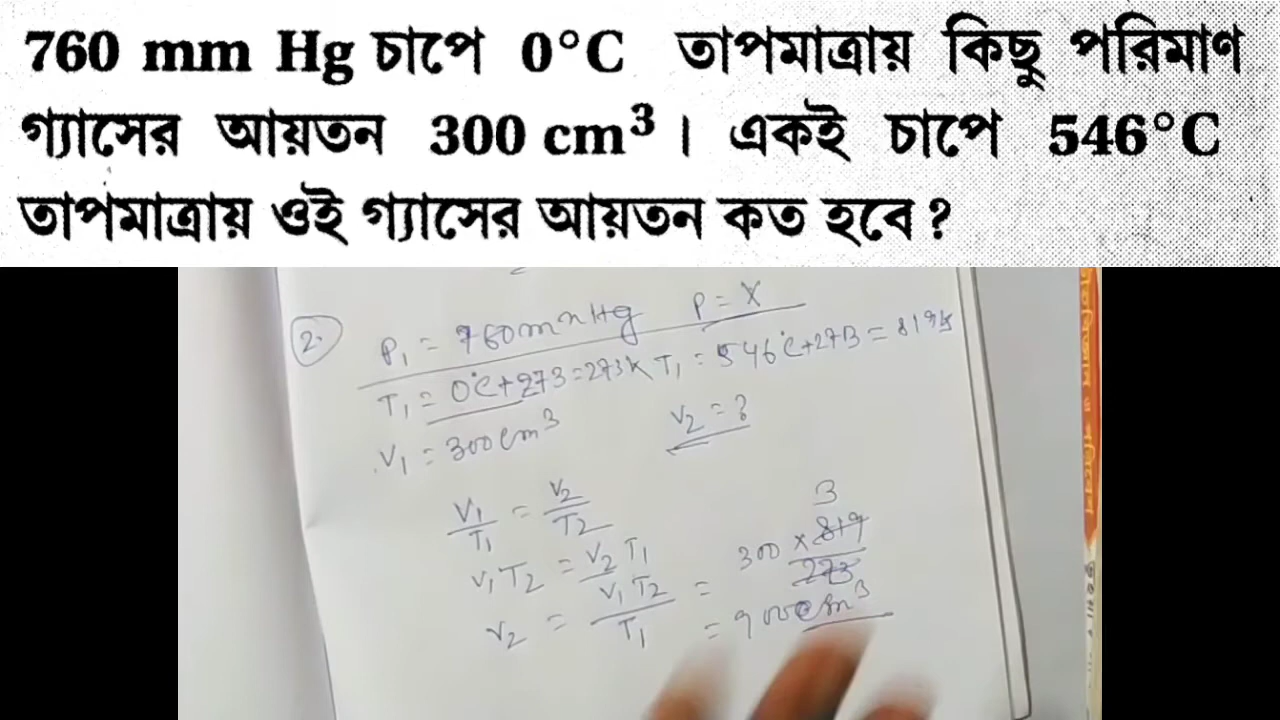 760 mm Hg চাপে 0°C তাপমাত্রায় কিছু পরিমাণ
গ্যাসের আয়তন 300 cm³ । একই চাপে 546°C
তাপমাত্রায় ওই গ্যাসের আয়তন কত হবে ?
2. P₁ = 760mmHg P = X
T₁ = 0°C+273=273K T₁ = 546°C+273 = 819K
V₁ = 300cm³ V₂ = ?
V₁/T₁ = V₂/T₂
V₁T₂ = V₂T₁
V₂ = V₁T₂/T₁ = 300 × 819/273 3
= 900cm³